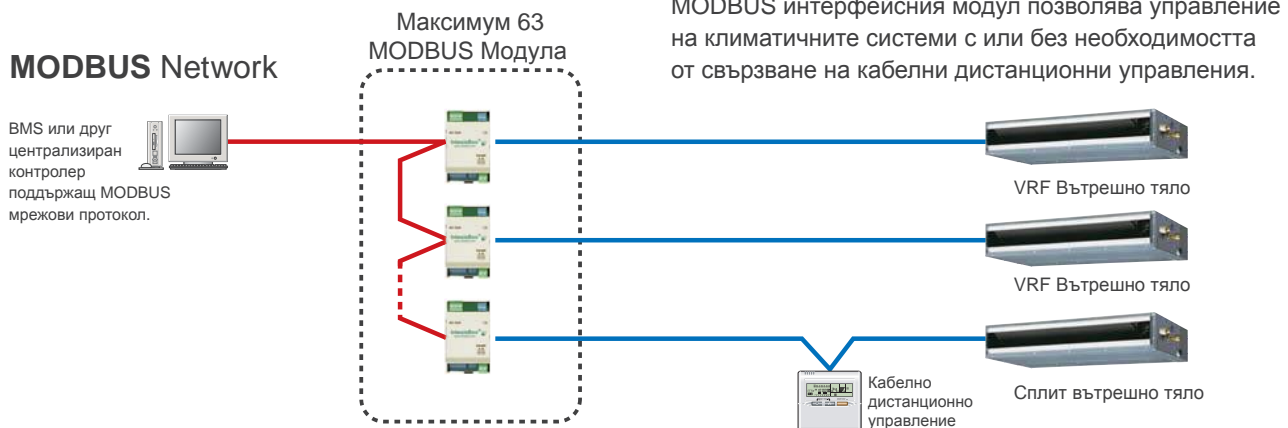 MODBUS интерфейсния модул позволява управление
на климатичните системи с или без необходимостта
от свързване на кабелни дистанционни управления.
Максимум 63
MODBUS Модула
MODBUS Network
BMS или друг
централизиран
контролер
поддържащ MODBUS
мрежови протокол.
VRF Вътрешно тяло
VRF Вътрешно тяло
Кабелно
дистанционно
управление
Сплит вътрешно тяло